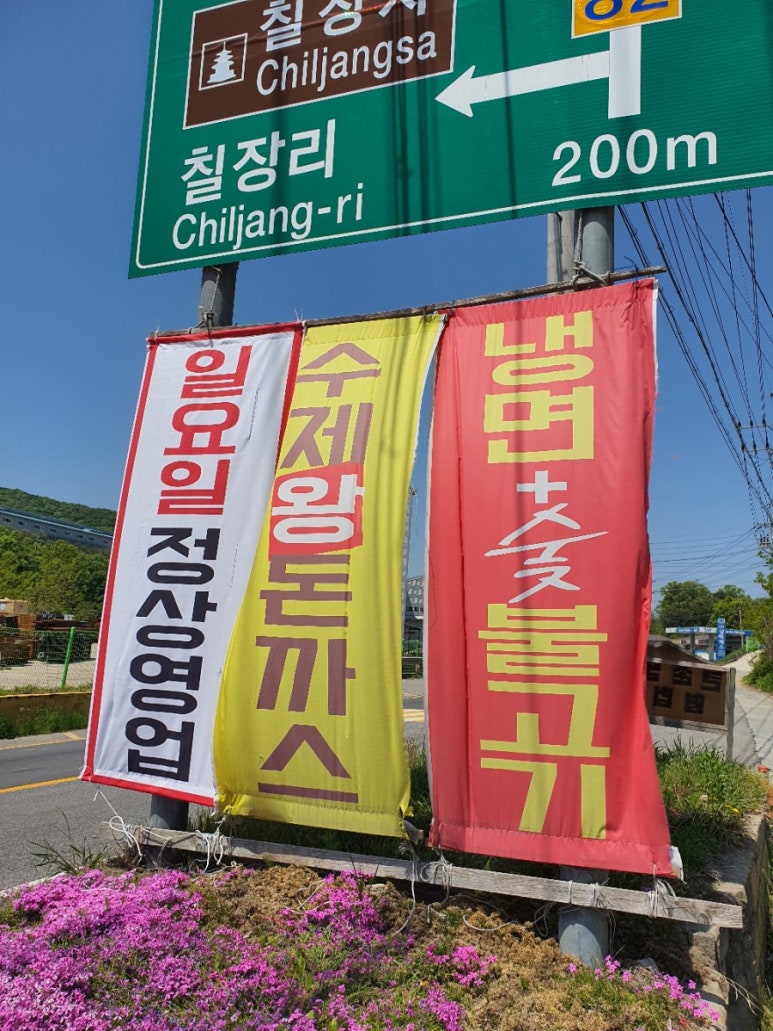 칠장사
Chiljangsa
82
칠장리
Chiljang-ri
200m
일요일 정상영업
수제 왕 돈까스
냉면 + 숯 불고기